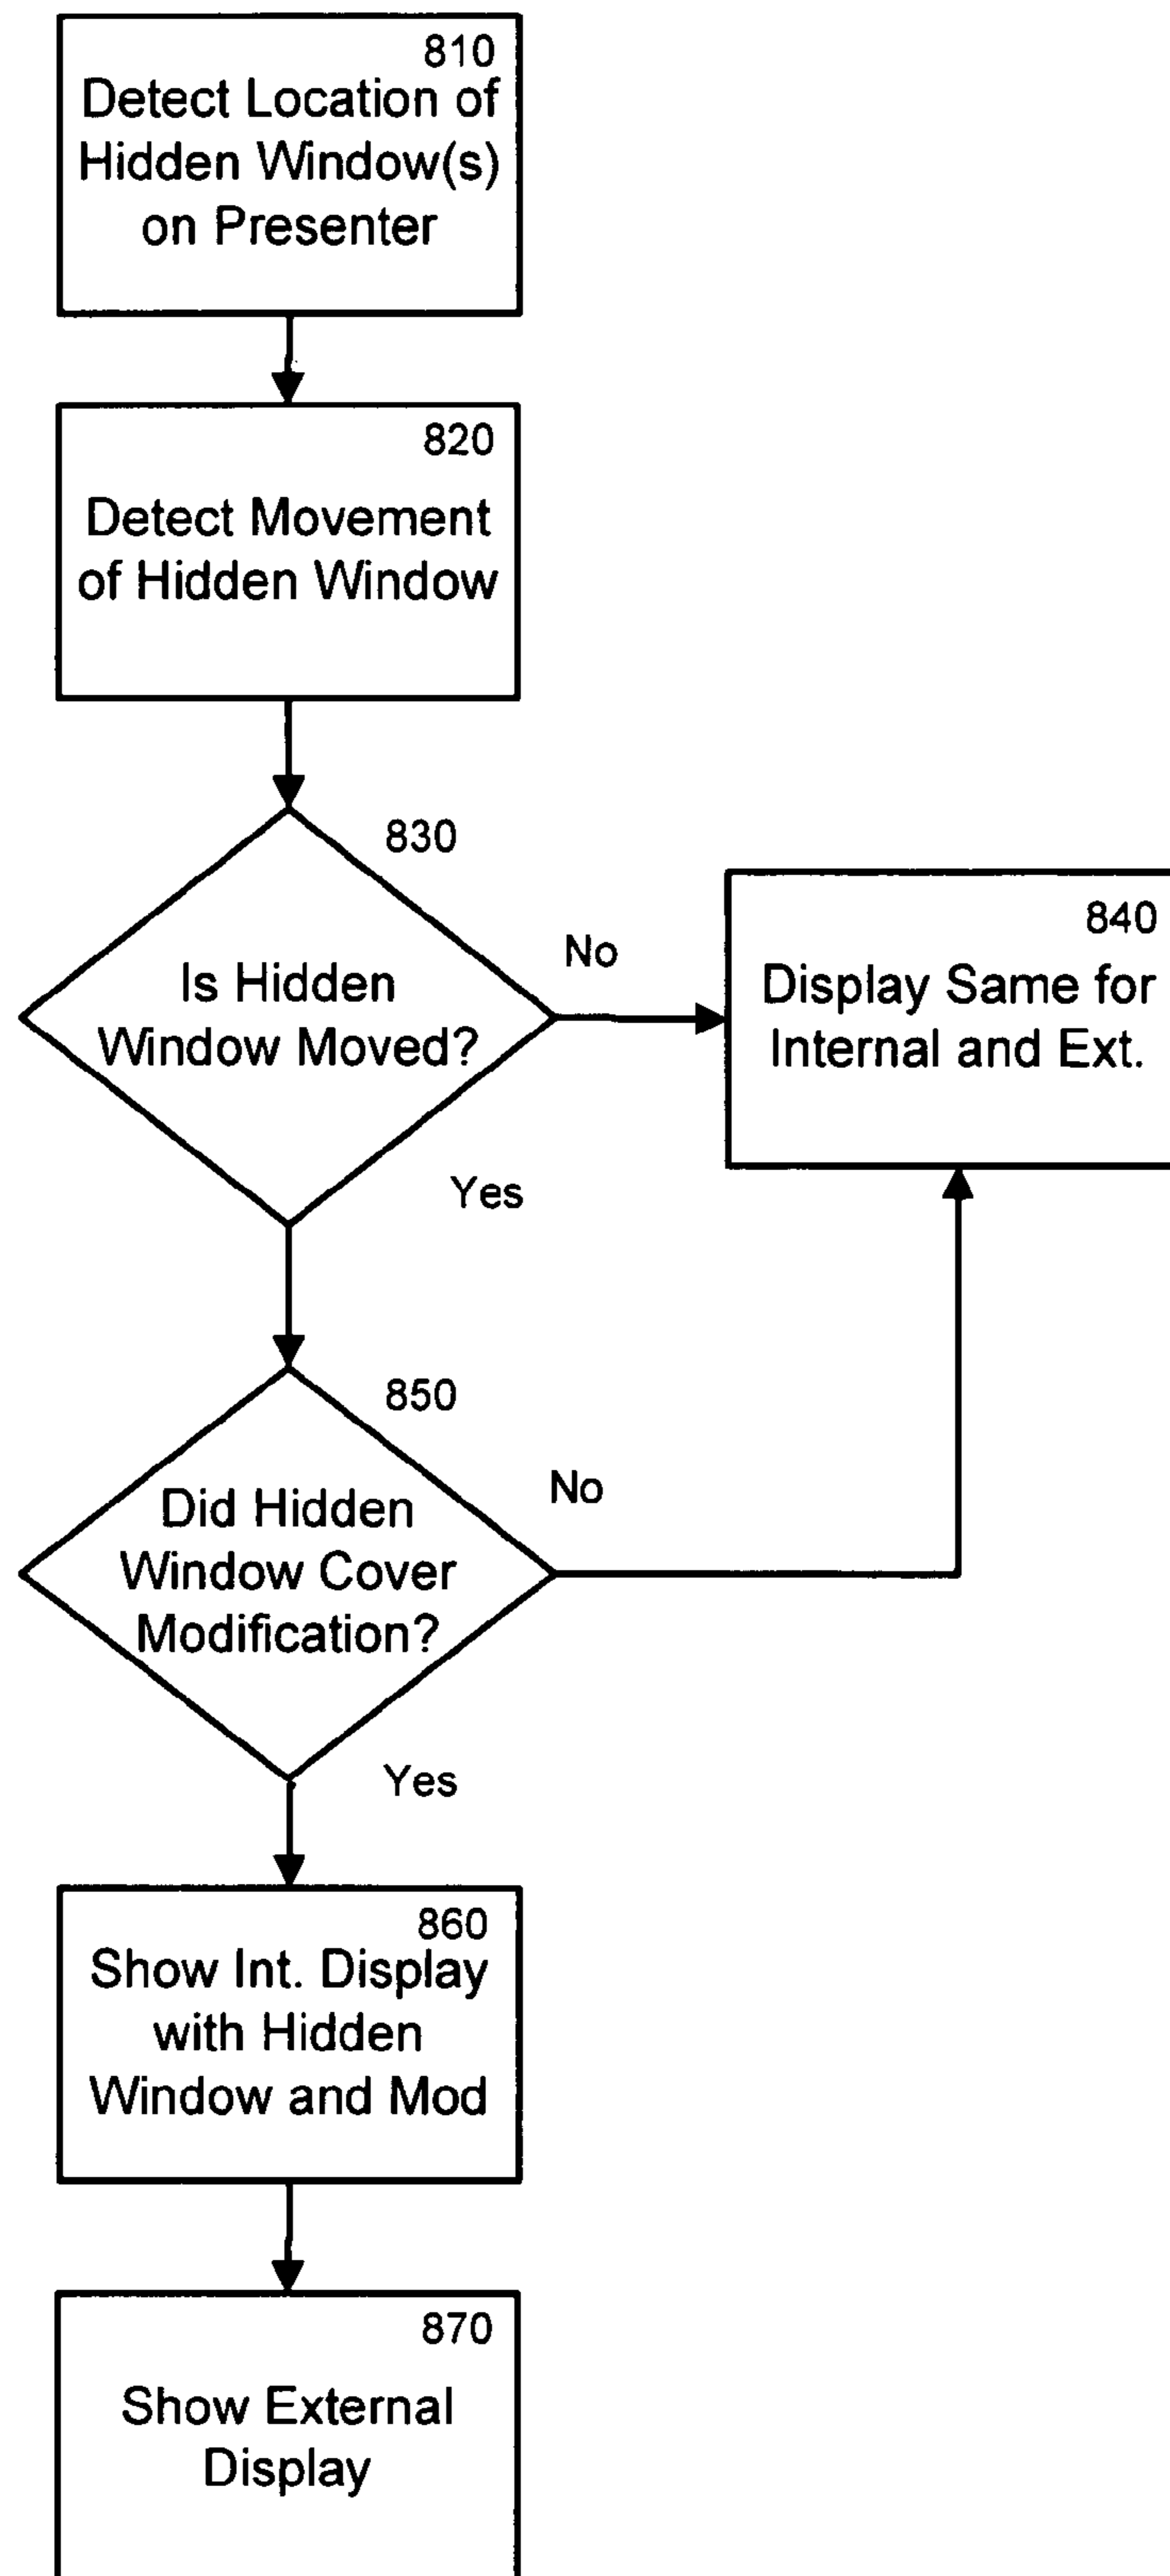 810
Detect Location of
Hidden Window(s)
on Presenter
820
Detect Movement
of Hidden Window
830
Is Hidden
Window Moved?
No
Yes
840
Display Same for
Internal and Ext.
850
Did Hidden
Window Cover
Modification?
No
Yes
860
Show Int. Display
with Hidden
Window and Mod
870
Show External
Display